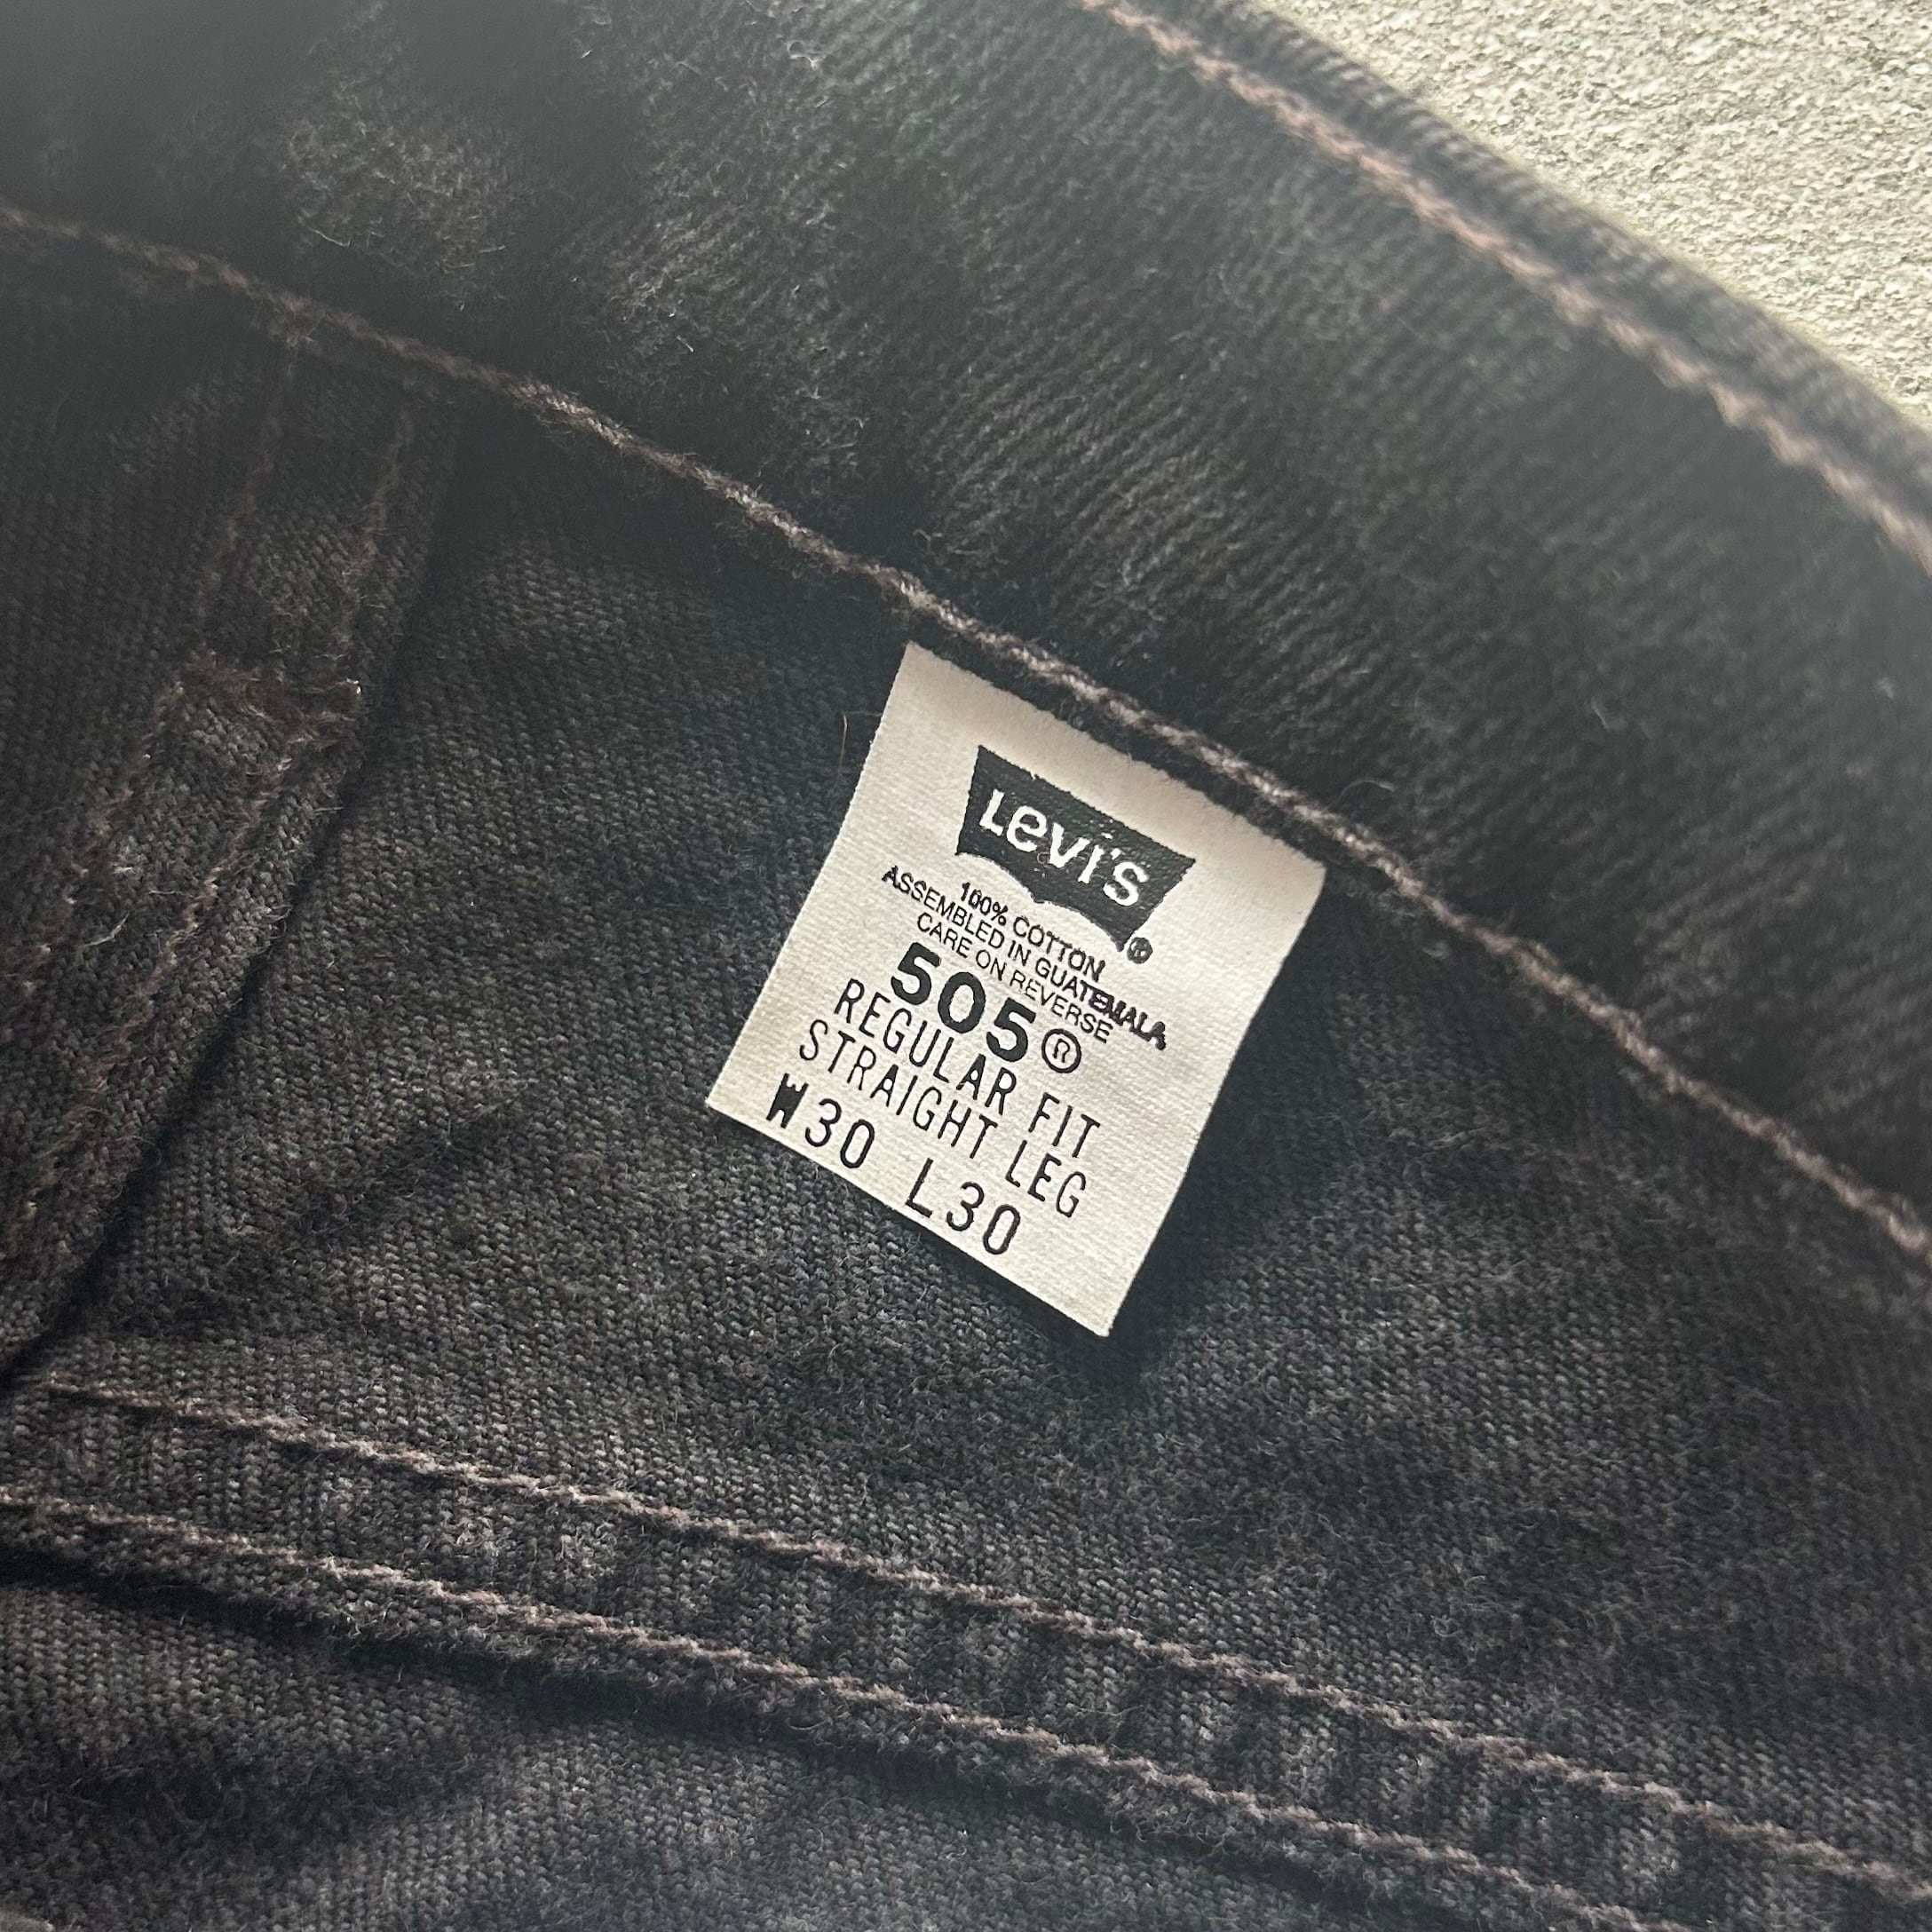 Levi's ®
100% COTTON
ASSEMBLED IN GUATEMALA
CARE ON REVERSE
505®
REGULAR FIT
STRAIGHT LEG
W30 L30